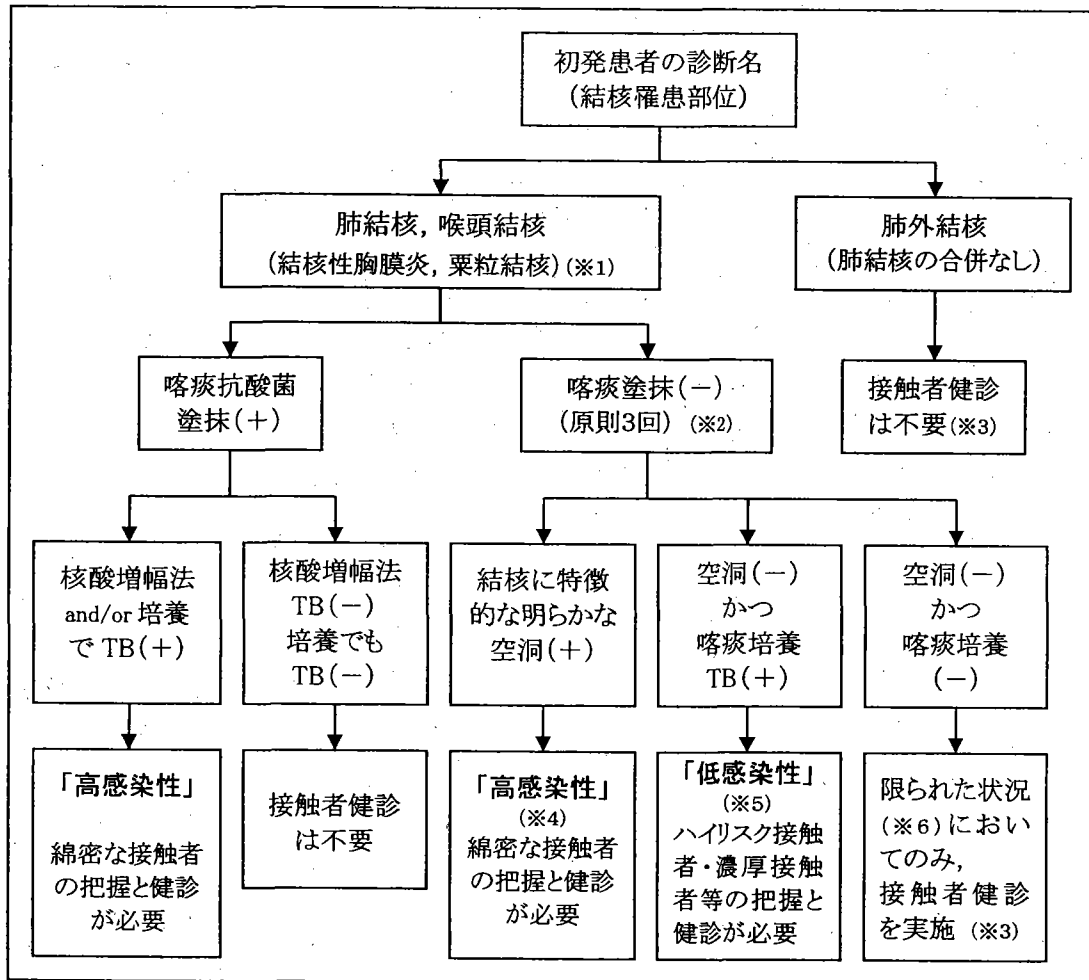 初発患者の診断名
(結核罹患部位)
肺結核, 喉頭結核
(結核性胸膜炎, 粟粒結核)(※1)
肺外結核
(肺結核の合併なし)
喀痰抗酸菌
塗抹(+)
喀痰塗抹(-)
(原則3回) (※2)
接触者健診
は不要(※3)
核酸増幅法
and/or 培養
で TB(+)
核酸増幅法
TB(-)
培養でも
TB(-)
結核に特徴
的な明らかな
空洞(+)
空洞(-)
かつ
喀痰培養
TB(+)
空洞(-)
かつ
喀痰培養
(-)
「高感染性」
綿密な接触者
の把握と健診
が必要
接触者健診
は不要
「高感染性」
(※4)
綿密な接触者
の把握と健診
が必要
「低感染性」
(※5)
ハイリスク接触
者・濃厚接触
者等の把握と
健診が必要
限られた状況
(※6)におい
てのみ,
接触者健診
を実施 (※3)